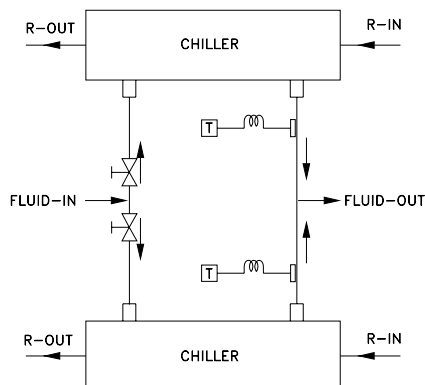 R-OUT
CHILLER
R-IN
T
FLUID-IN
FLUID-OUT
T
R-OUT
CHILLER
R-IN